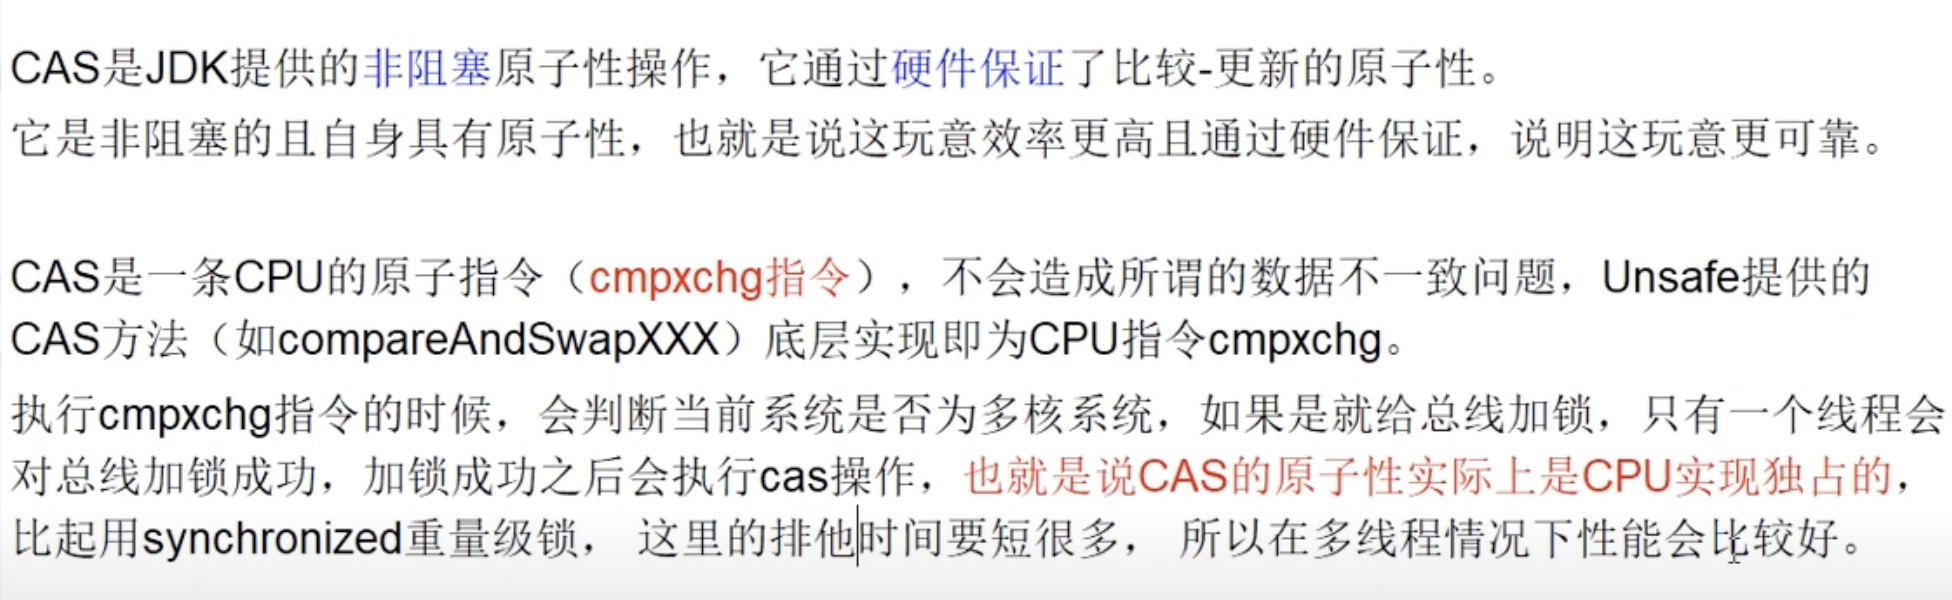 CAS是JDK提供的非阻塞原子性操作，它通过硬件保证了比较-更新的原子性。
它是非阻塞的且自身具有原子性，也就是说这玩意效率更高且通过硬件保证，说明这玩意更可靠。
CAS是一条CPU的原子指令（cmpxchg指令），不会造成所谓的数据不一致问题，Unsafe提供的
CAS方法（如compareAndSwapXXX）底层实现即为CPU指令cmpxchg。
执行cmpxchg指令的时候，会判断当前系统是否为多核系统，如果是就给总线加锁，只有一个线程会
对总线加锁成功，加锁成功之后会执行cas操作，也就是说CAS的原子性实际上是CPU实现独占的，
比起用synchronized重量级锁， 这里的排他时间要短很多， 所以在多线程情况下性能会比较好。